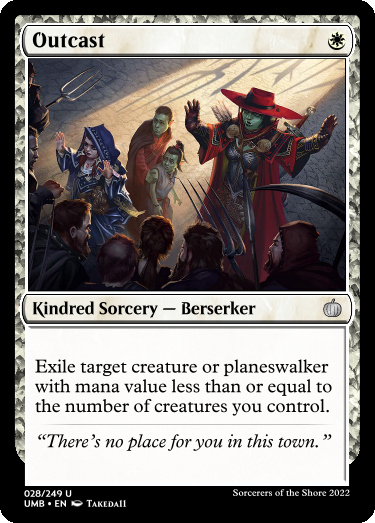 Outcast
Kindred Sorcery — Berserker
Exile target creature or planeswalker
with mana value less than or equal to
the number of creatures you control.
“There’s no place for you in this town.”
028/249 U
Sorcerers of the Shore 2022
UMB • EN TakedaII